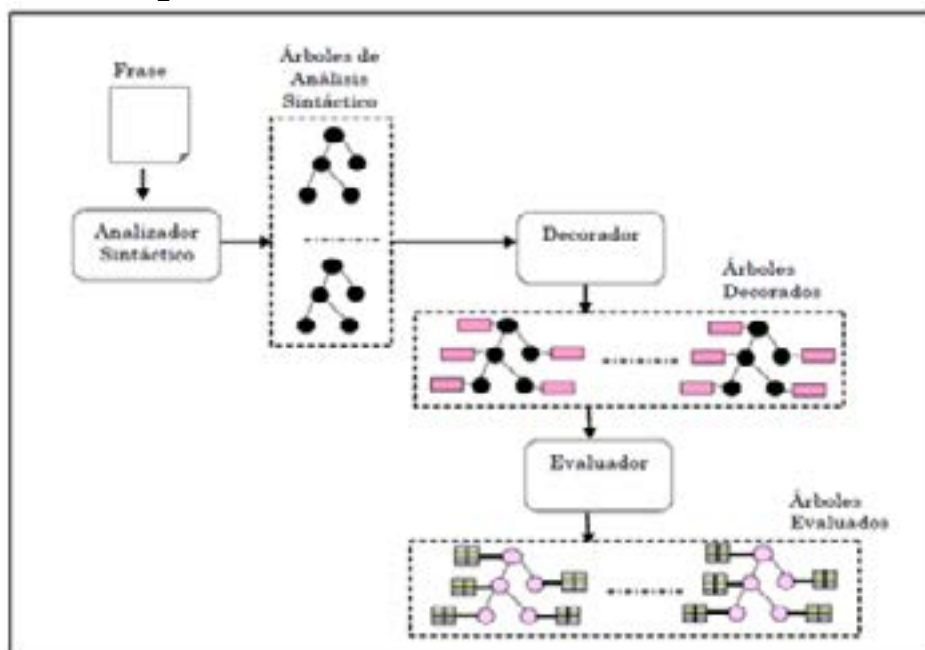 Frase
Árboles de
Análisis
Sintáctico
Analizador
Sintáctico
Decorador
Árboles
Decorados
Evaluador
Árboles
Evaluados